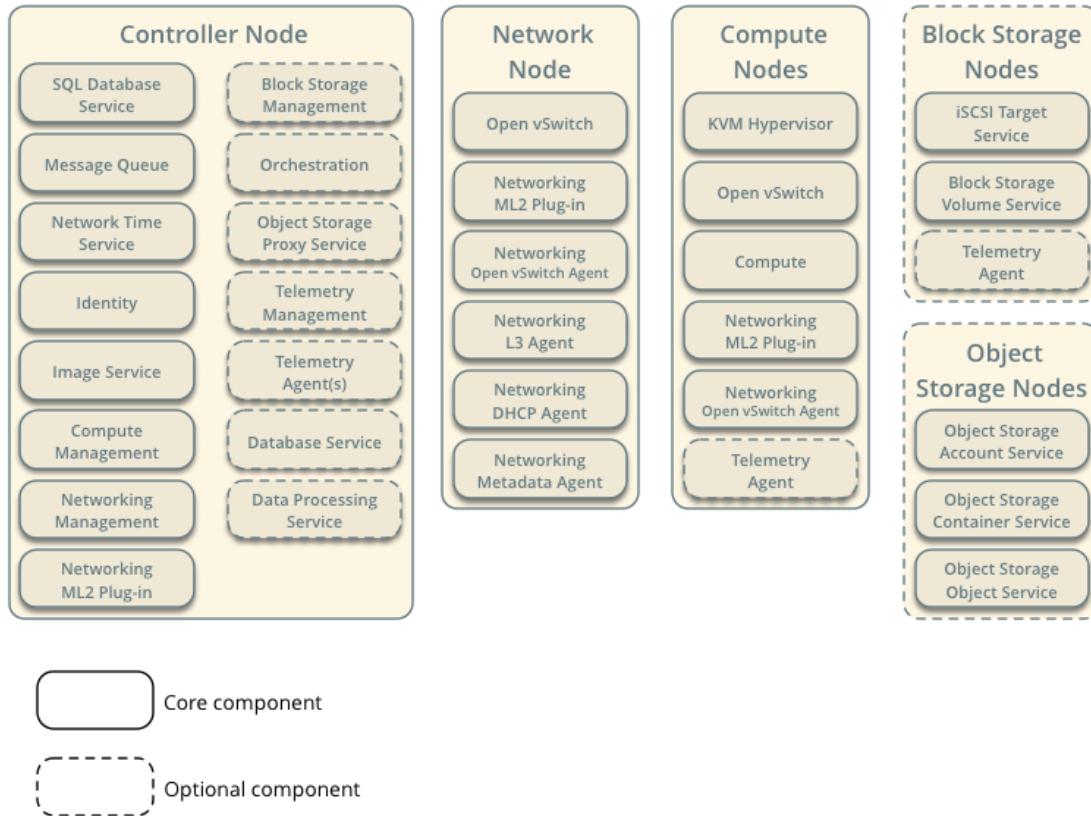 Controller Node
SQL Database
Service
Message Queue
Network Time
Service
Identity
Image Service
Compute
Management
Networking
Management
Networking
ML2 Plug-in
Block Storage
Management
Orchestration
Object Storage
Proxy Service
Telemetry
Management
Telemetry
Agent(s)
Database Service
Data Processing
Service
Network
Node
Open vSwitch
Networking
ML2 Plug-in
Networking
Open vSwitch Agent
Networking
L3 Agent
Networking
DHCP Agent
Networking
Metadata Agent
Compute
Nodes
KVM Hypervisor
Open vSwitch
Compute
Networking
ML2 Plug-in
Networking
Open vSwitch Agent
Telemetry
Agent
Block Storage
Nodes
iSCSI Target
Service
Block Storage
Volume Service
Telemetry
Agent
Object
Storage Nodes
Object Storage
Account Service
Object Storage
Container Service
Object Storage
Object Service
Core component
Optional component